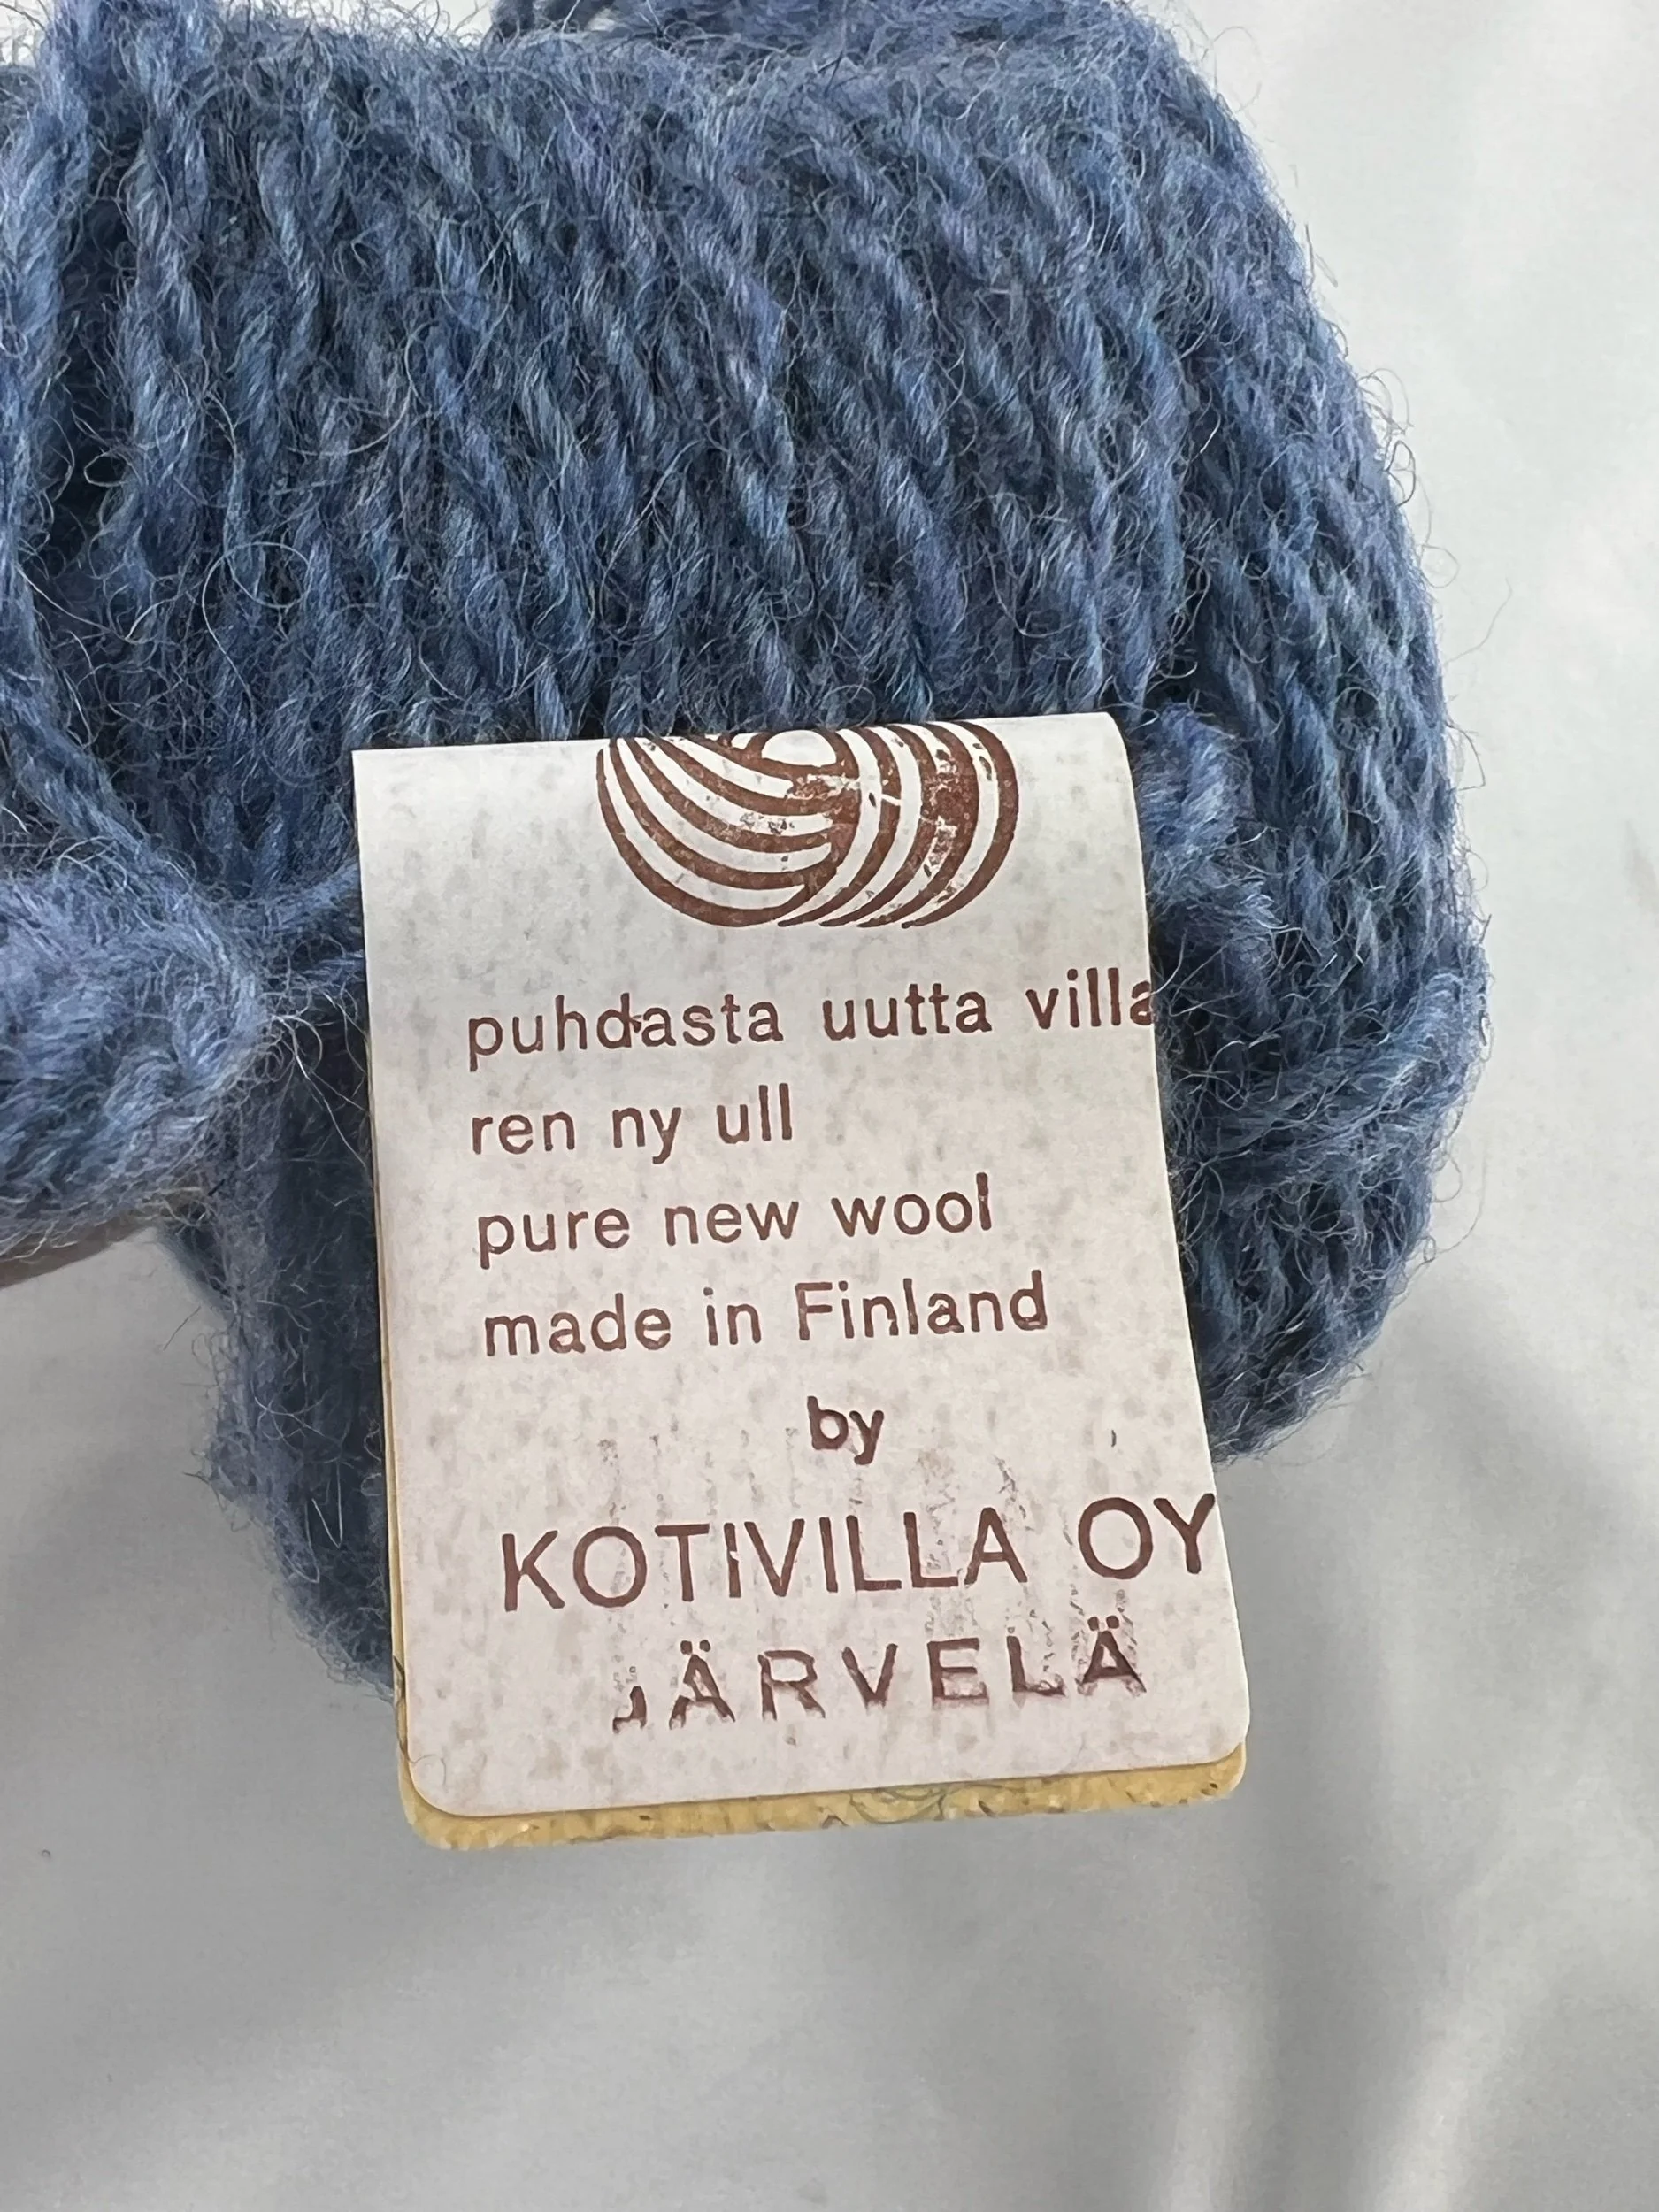 puhdasta uutta villa
ren ny ull
pure new wool
made in Finland
by
KOTIVILLA OY
JÄRVELÄ